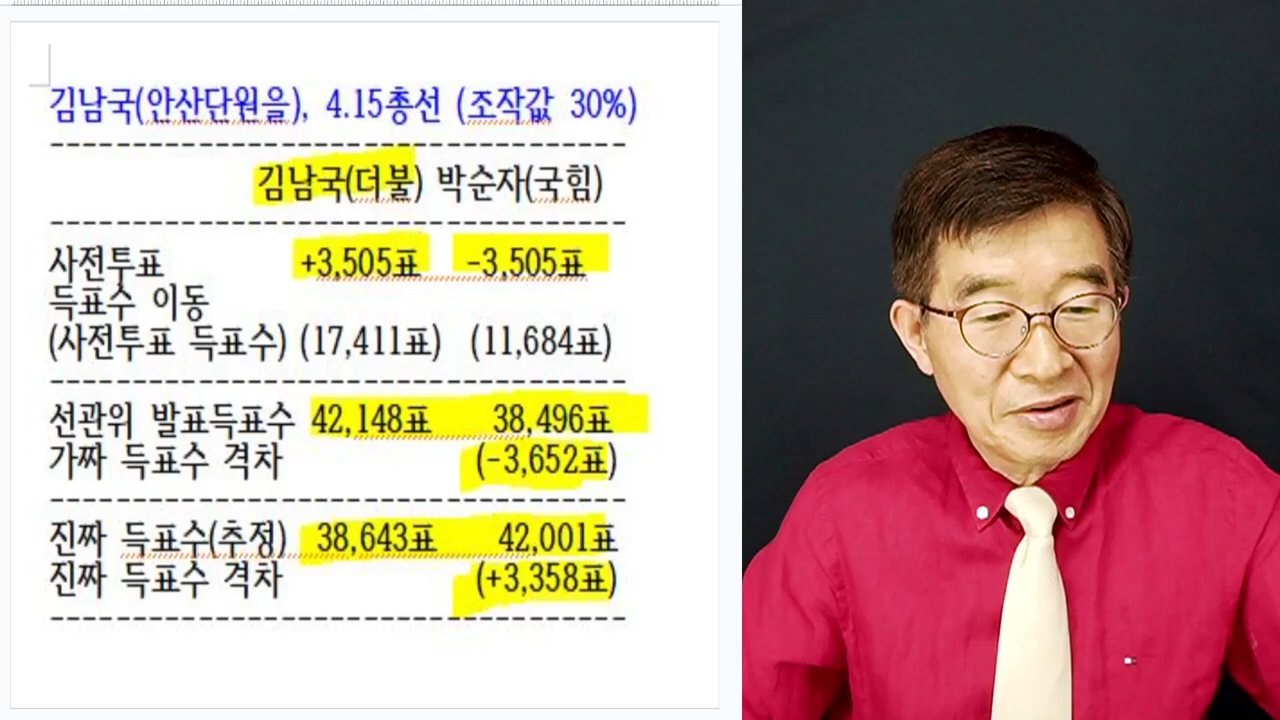 김남국(안산단원을), 4.15총선 (조작값 30%)
김남국(더불) 박순자(국힘)
사전투표 +3,505표 -3,505표
득표수 이동
(사전투표 득표수) (17,411표) (11,684표)
선관위 발표득표수 42,148표 38,496표
가짜 득표수 격차 (-3,652표)
진짜 득표수(추정) 38,643표 42,001표
진짜 득표수 격차 (+3,358표)